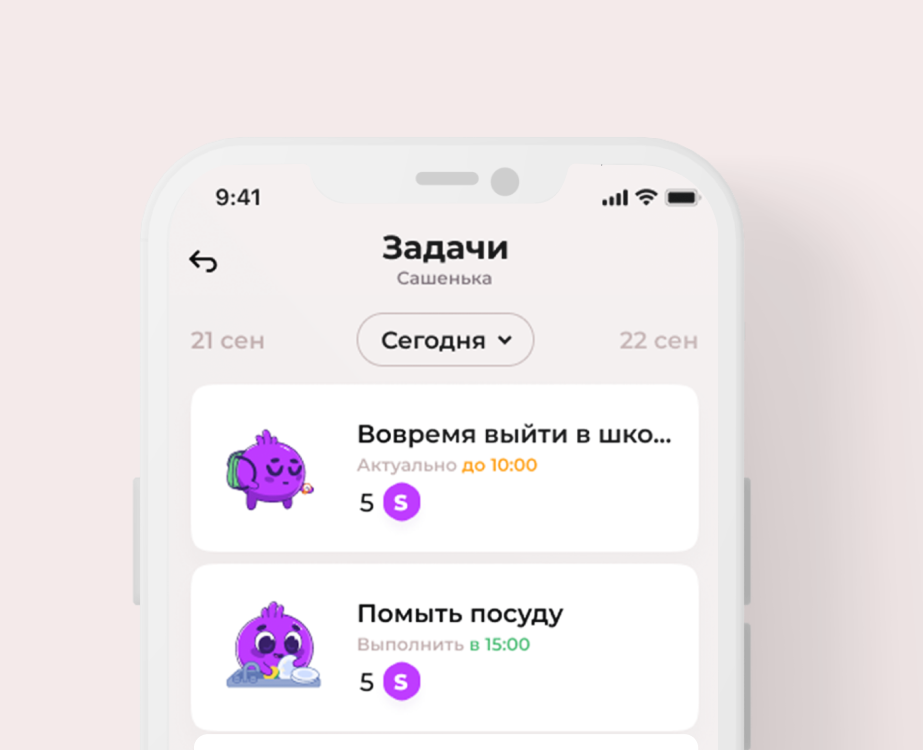 9:41
Задачи
Сашенька
21 сен Сегодня 22 сен
Вовремя выйти в шко...
Актуально до 10:00
5 S
Помыть посуду
Выполнить в 15:00
5 S